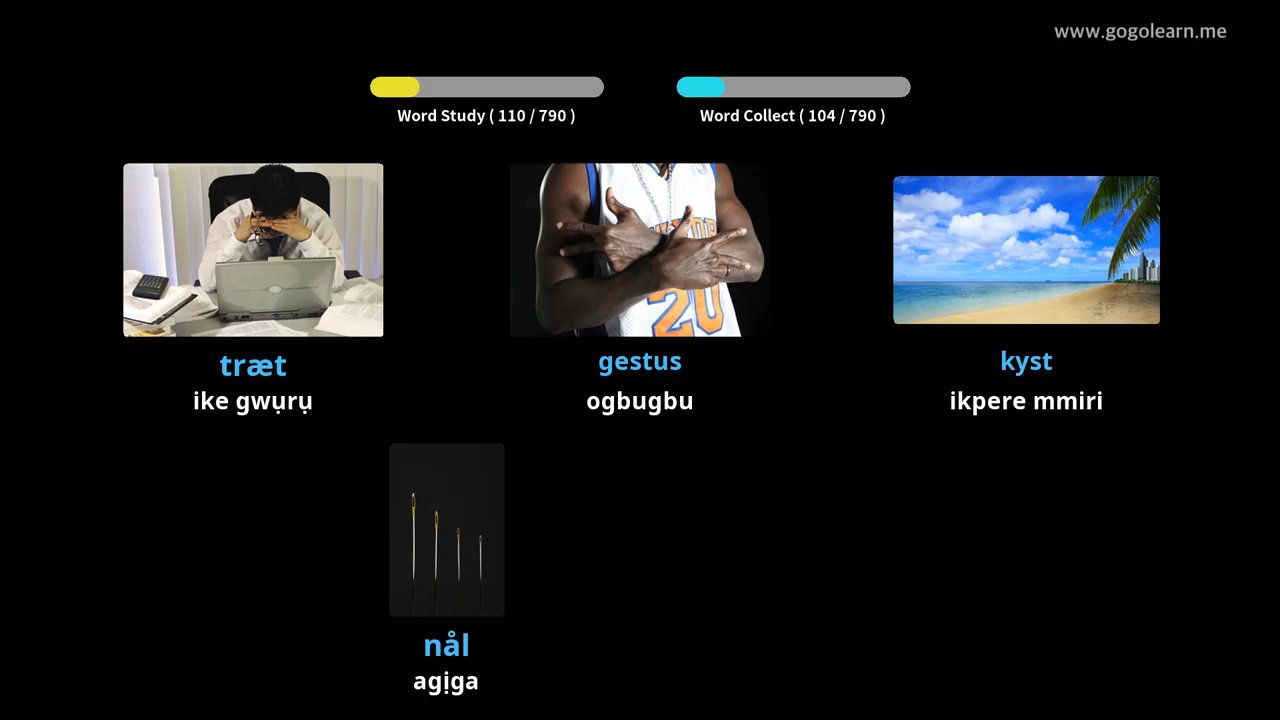 www.gogolearn.me
Word Study ( 110 / 790 )
Word Collect ( 104 / 790 )
20
træt
ike gwụrụ
gestus
ogbugbu
kyst
ikpere mmiri
nål
agịga